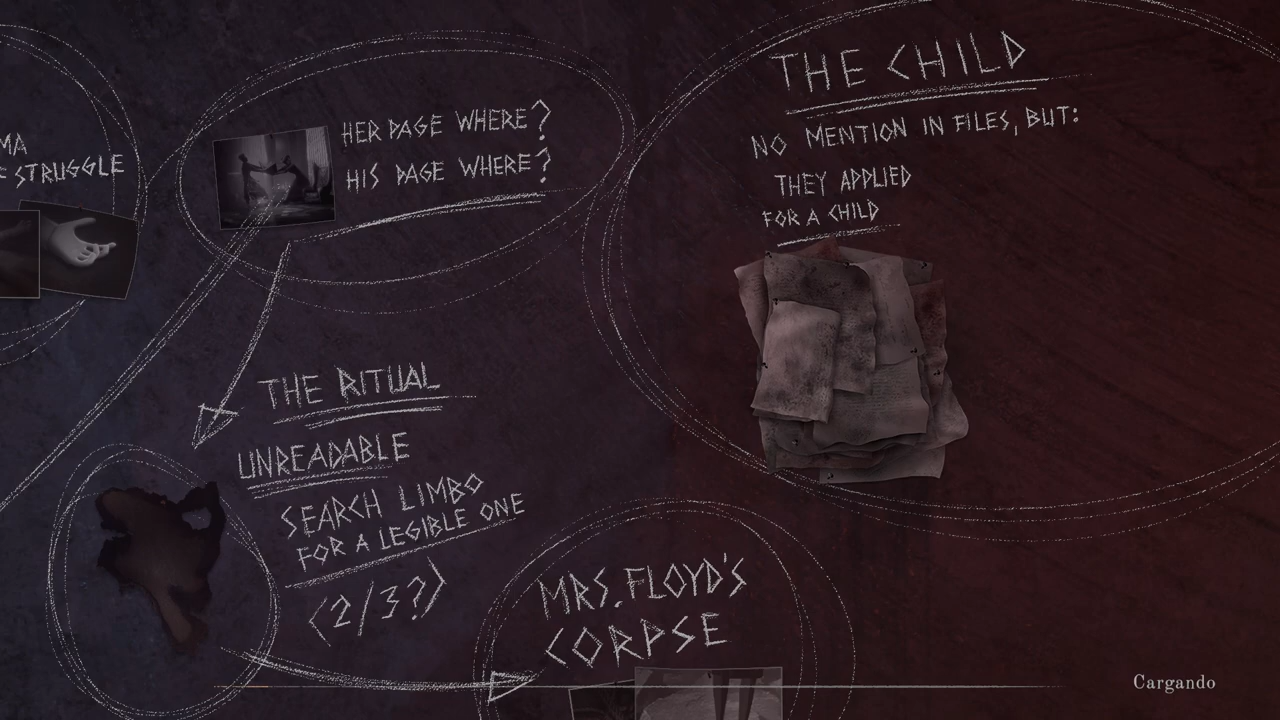 MA
STRUGGLE
HER PAGE WHERE?
HIS PAGE WHERE?
THE CHILD
NO MENTION IN FILES, BUT:
THEY APPLIED
FOR A CHILD
THE RITUAL
UNREADABLE
SEARCH LIMBO
FOR A LEGIBLE ONE
(2/3?)
MRS. FLOYD'S
CORPSE
Cargando